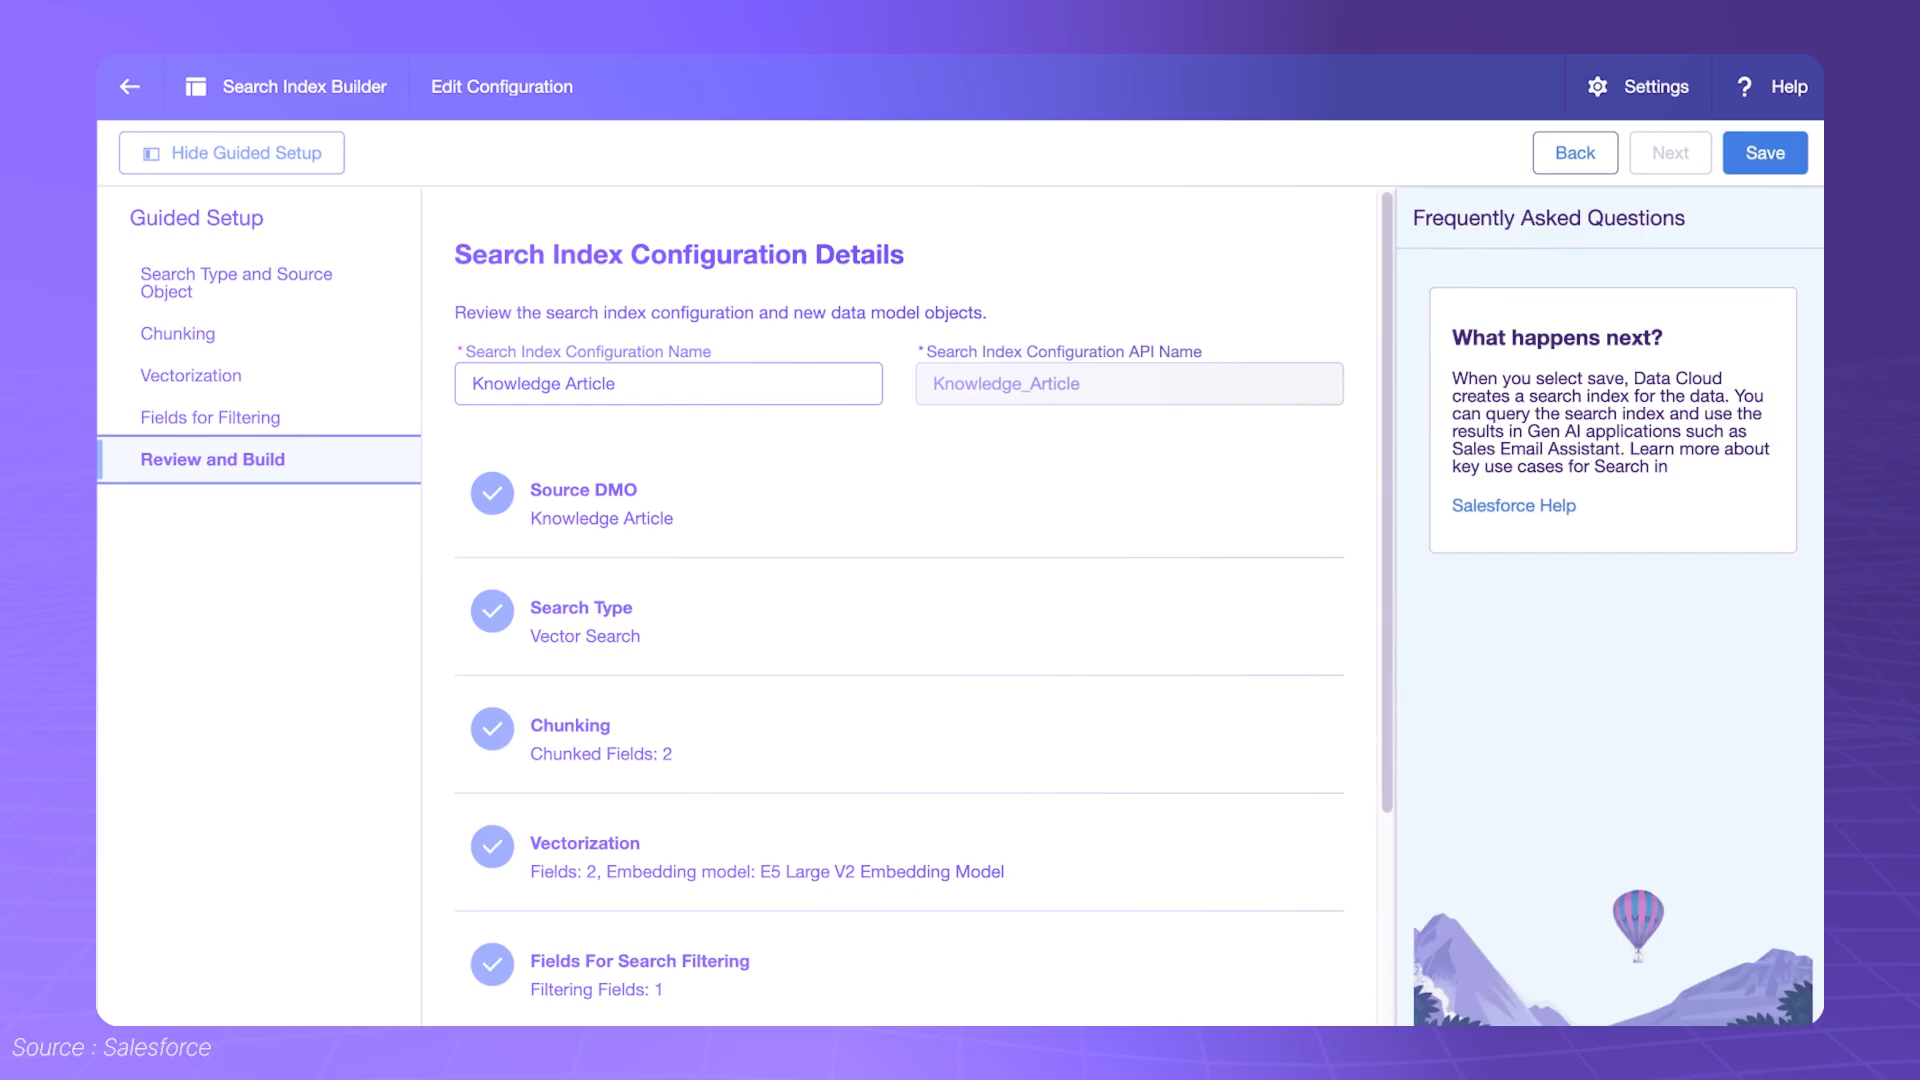 Search Index Builder
Edit Configuration
Settings
? Help
Hide Guided Setup
Back
Next
Save
Guided Setup
Search Type and Source
Object
Chunking
Vectorization
Fields for Filtering
Review and Build
Search Index Configuration Details
Review the search index configuration and new data model objects.
*Search Index Configuration Name
Knowledge Article
*Search Index Configuration API Name
Knowledge_Article
Source DMO
Knowledge Article
Search Type
Vector Search
Chunking
Chunked Fields: 2
Vectorization
Fields: 2, Embedding model: E5 Large V2 Embedding Model
Fields For Search Filtering
Filtering Fields: 1
Frequently Asked Questions
What happens next?
When you select save, Data Cloud
creates a search index for the data. You
can query the search index and use the
results in Gen AI applications such as
Sales Email Assistant. Learn more about
key use cases for Search in
Salesforce Help
Source : Salesforce